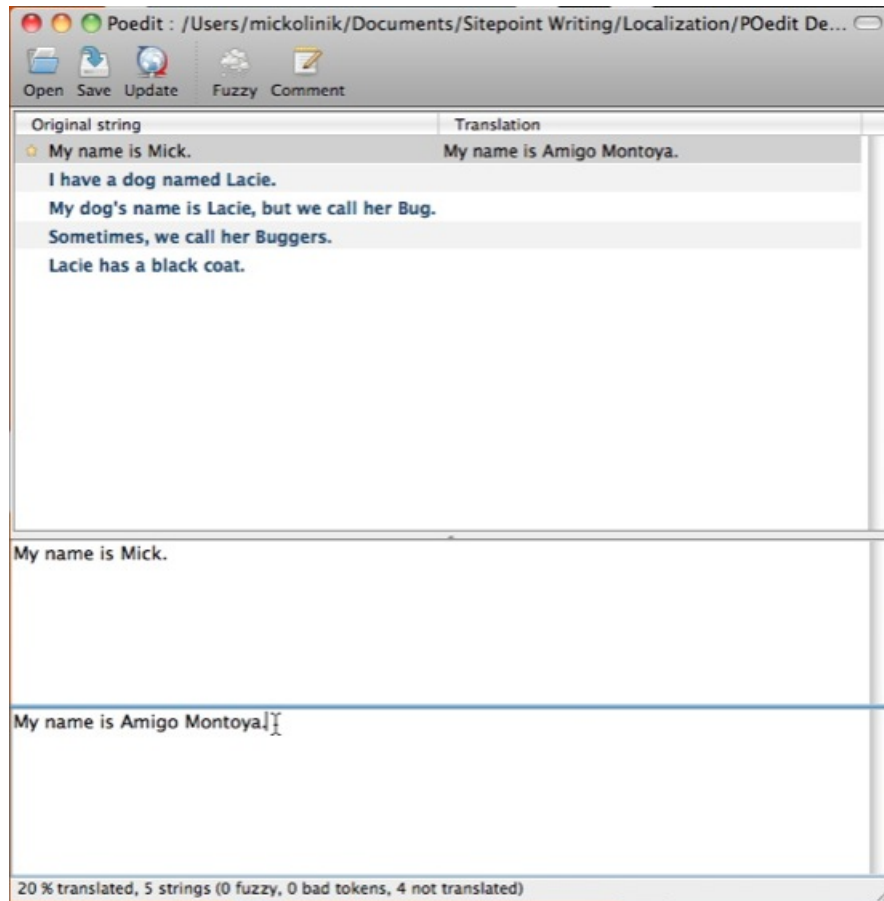 Poedit : /Users/mickolinik/Documents/Sitepoint Writing/Localization/POedit De...
Open Save Update Fuzzy Comment
Original string Translation
My name is Mick. My name is Amigo Montoya.
I have a dog named Lacie.
My dog's name is Lacie, but we call her Bug.
Sometimes, we call her Buggers.
Lacie has a black coat.
My name is Mick.
My name is Amigo Montoya.
20 % translated, 5 strings (0 fuzzy, 0 bad tokens, 4 not translated)